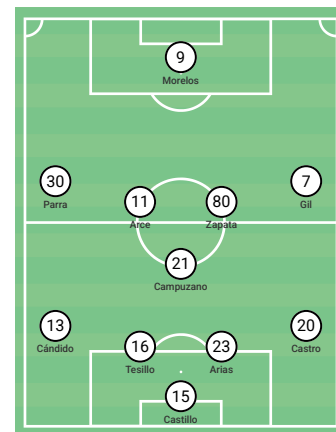 9
Morelos
30
Parra
7
Gil
11
Arce
80
Zapata
21
Campuzano
13
Cándido
20
Castro
16
Tesillo
23
Arias
15
Castillo